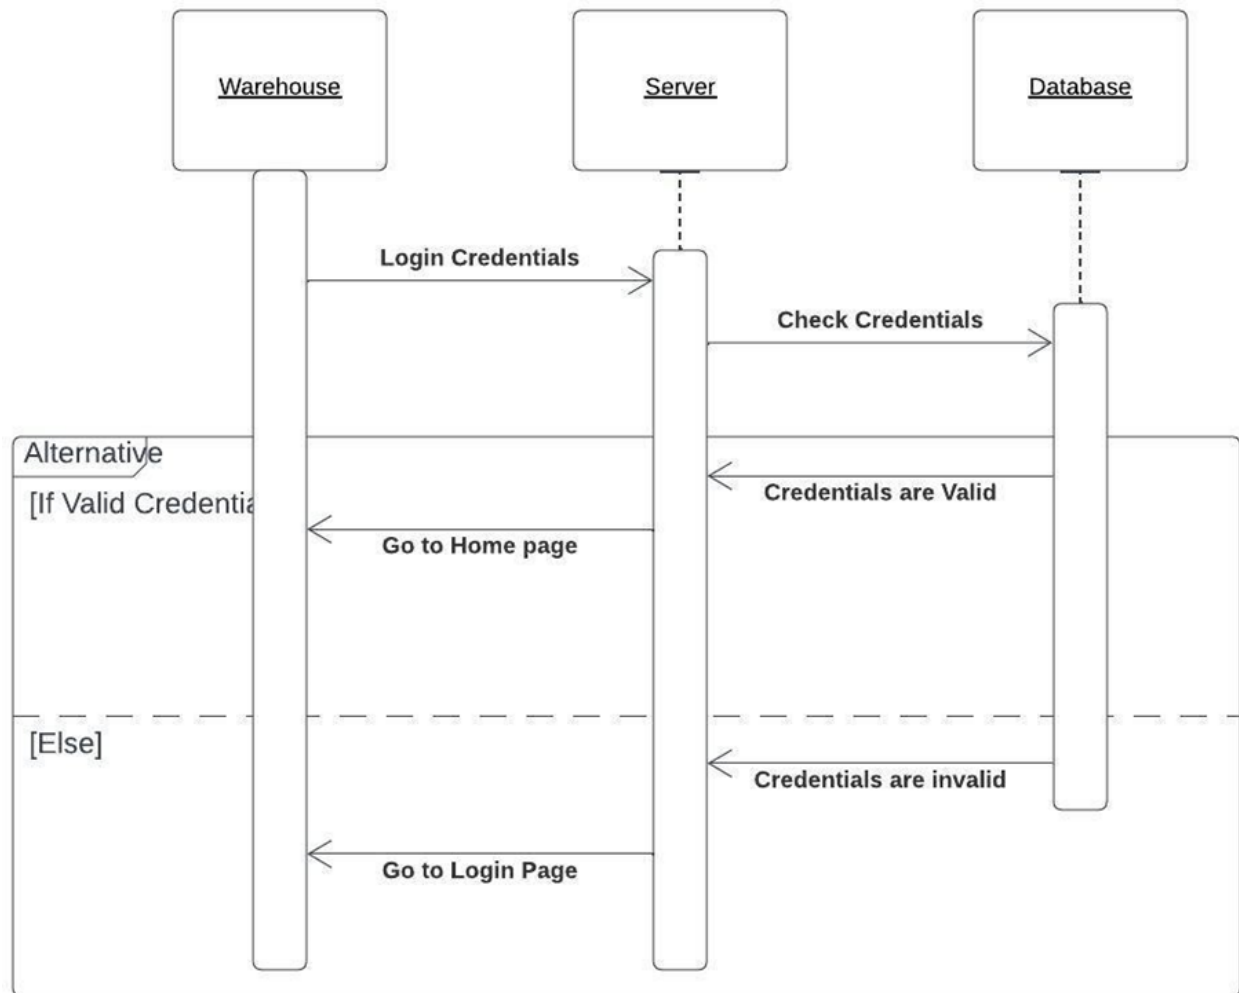 Warehouse
Server
Database
Login Credentials
Check Credentials
Alternative
[If Valid
Credentials are Valid
Go to Home page
[Else]
Credentials are invalid
Go to Login Page